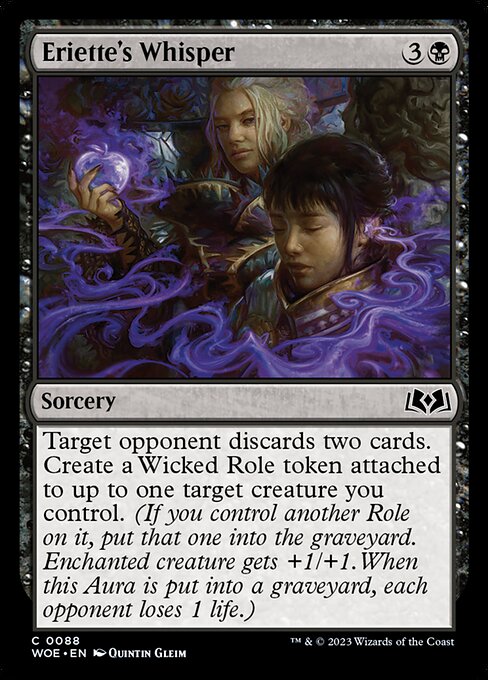 Eriette's Whisper 3
Sorcery
Target opponent discards two cards.
Create a Wicked Role token attached
to up to one target creature you
control. (If you control another Role
on it, put that one into the graveyard.
Enchanted creature gets +1/+1.When
this Aura is put into a graveyard, each
opponent loses 1 life.)
C 0088
WOE • EN Quintin Gleim
™ & © 2023 Wizards of the Coast